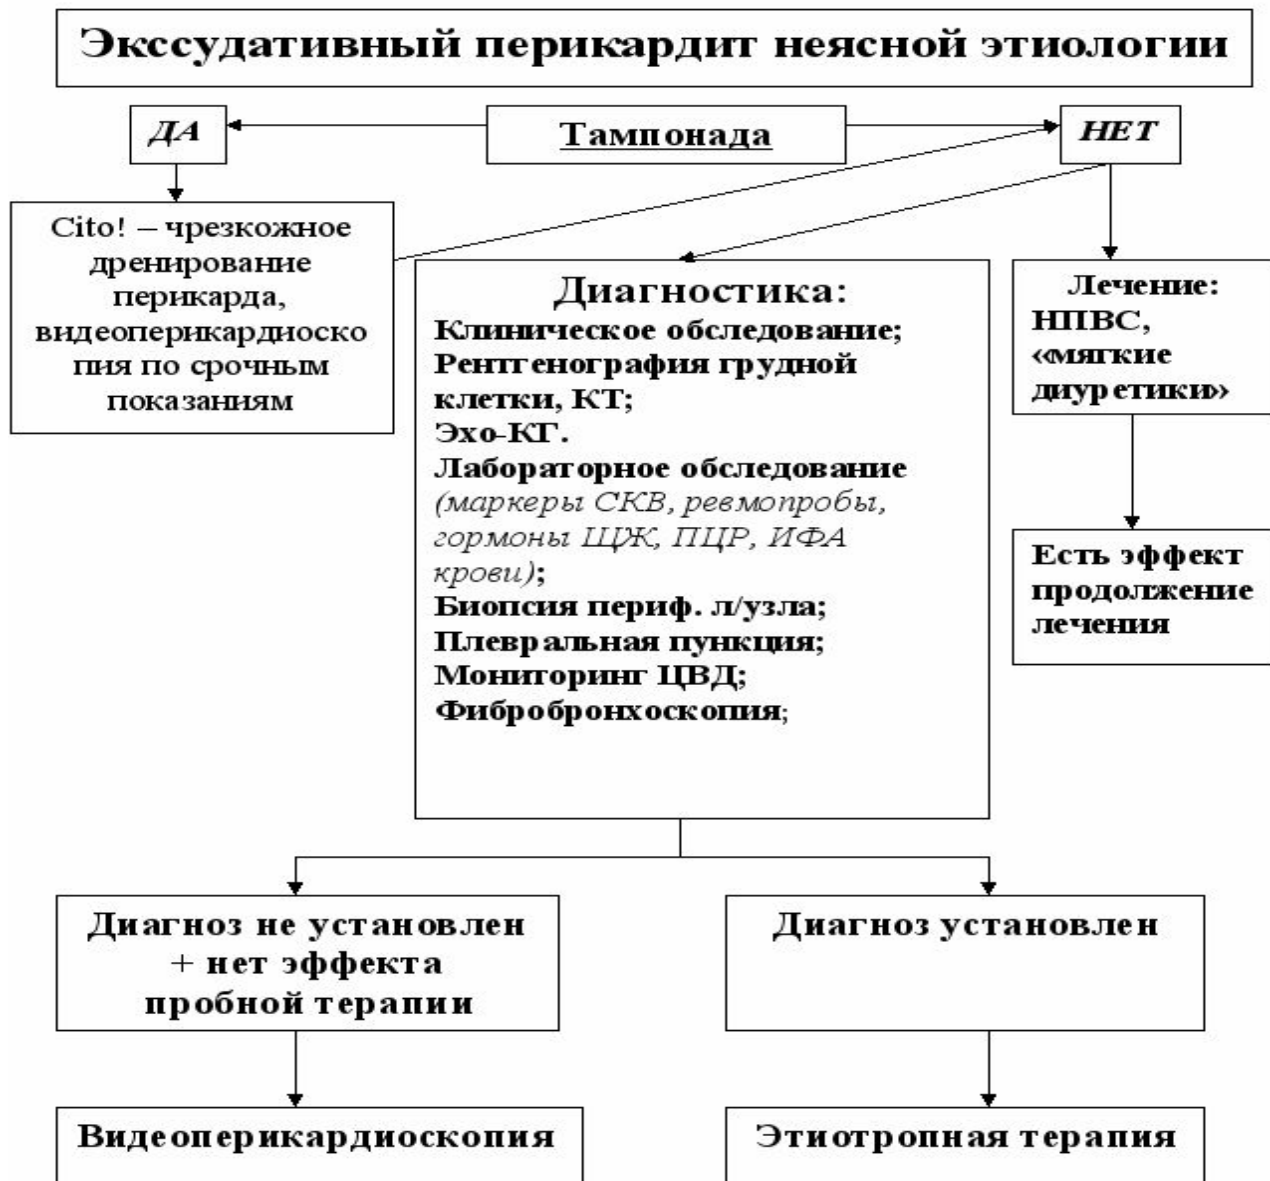 Экссудативный перикардит неясной этиологии
ДА
Тампонада
НЕТ
Cito! – чрезкожное
дренирование
перикарда,
видеоперикардиоско
пия по срочным
показаниям
Диагностика:
Клиническое обследование;
Рентгенография грудной
клетки, КТ;
Эхо-КГ.
Лабораторное обследование
(маркеры СКВ, ревмопробы,
гормоны ЩЖ, ПЦР, ИФА
крови);
Биопсия периф. л/узла;
Плевральная пункция;
Мониторинг ЦВД;
Фибробронхоскопия;
Лечение:
НПВС,
«мягкие
диуретики»
Есть эффект
продолжение
лечения
Диагноз не установлен
+ нет эффекта
пробной терапии
Диагноз установлен
Видеоперикардиоскопия
Этиотропная терапия